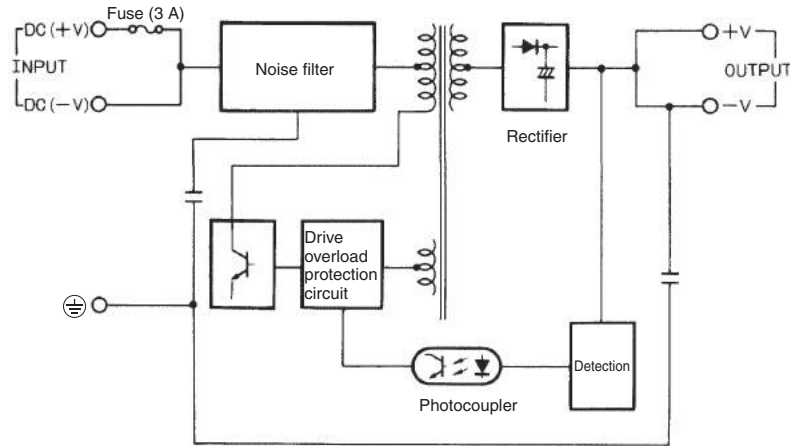 Fuse (3 A)
DC (+V)
INPUT
DC (−V)
Noise filter
Rectifier
+V
OUTPUT
−V
Drive
overload
protection
circuit
Photocoupler
Detection